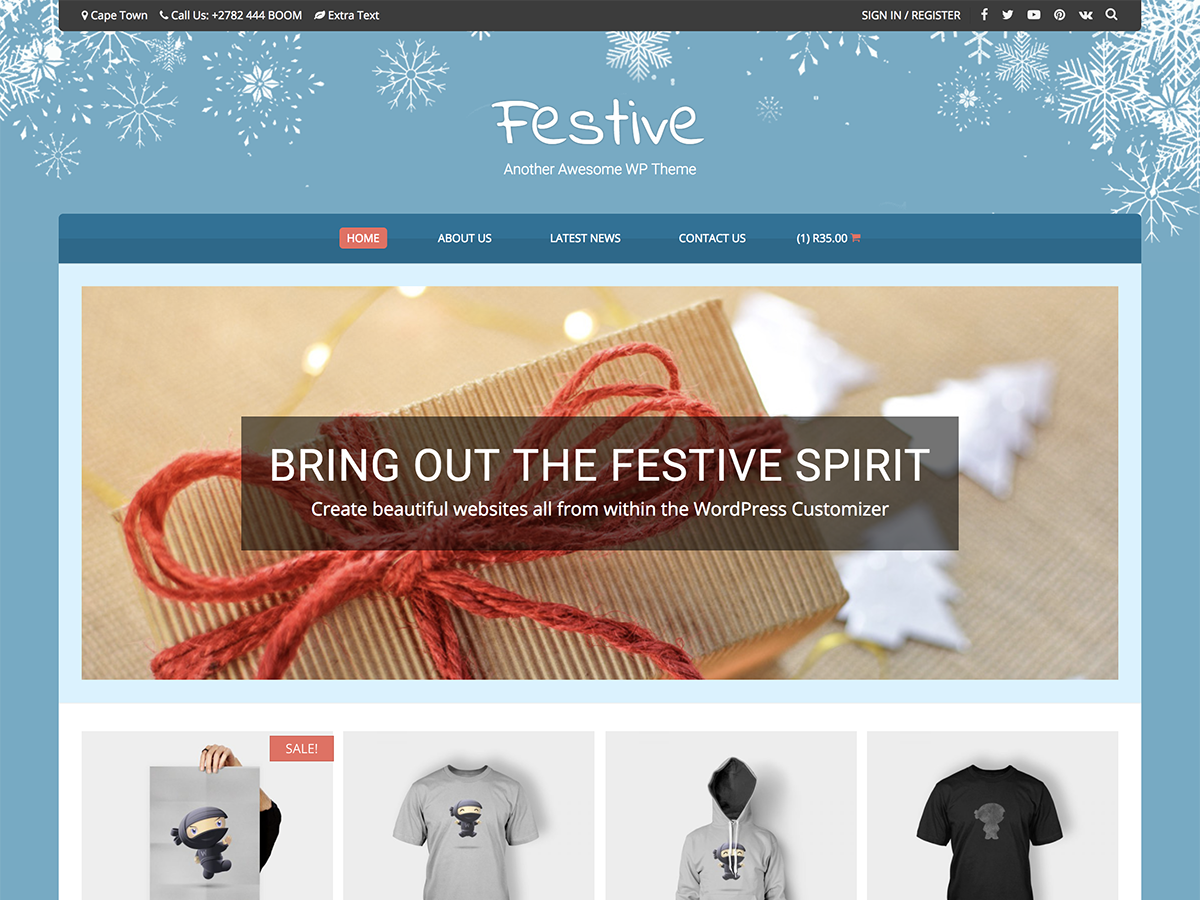 Cape Town Call Us: +2782 444 BOOM Extra Text SIGN IN / REGISTER
Festive
Another Awesome WP Theme
HOME ABOUT US LATEST NEWS CONTACT US (1) R35.00
BRING OUT THE FESTIVE SPIRIT
Create beautiful websites all from within the WordPress Customizer
SALE!